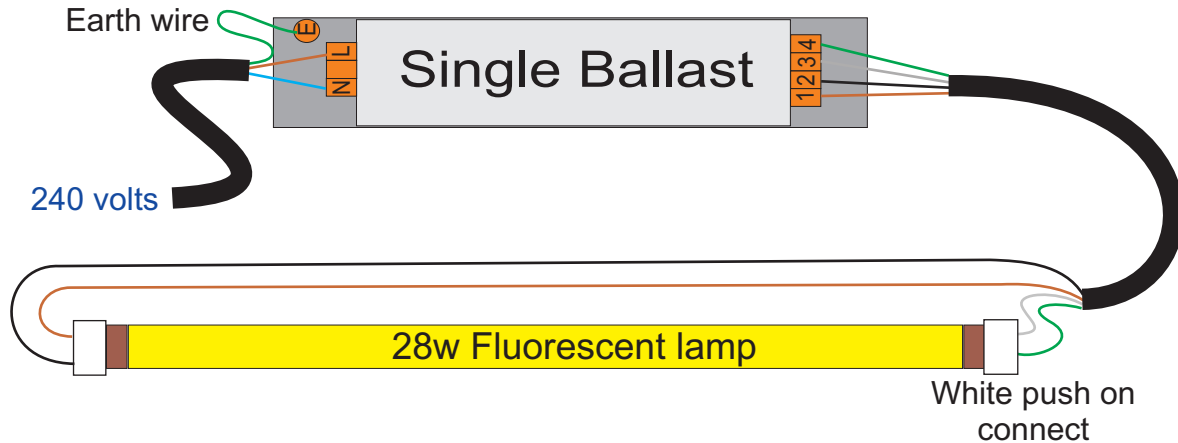 Earth wire
E
L
N
Single Ballast
4
3
2
1
240 volts
28w Fluorescent lamp
White push on
connect